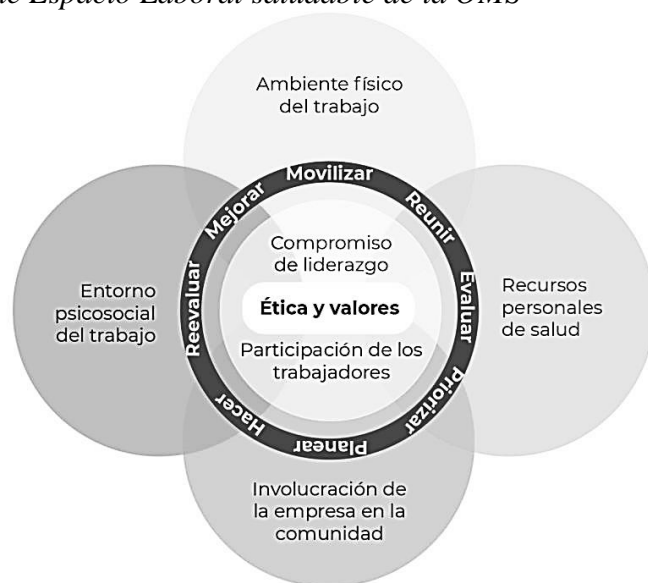 de Espacio Laboral saludable de la OMS
Ambiente físico
del trabajo
Movilizar
Reunir
Evaluar
Priorizar
Planear
Hacer
Reevaluar
Mejorar
Compromiso
de liderazgo
Ética y valores
Participación de los
trabajadores
Entorno
psicosocial
del trabajo
Recursos
personales
de salud
Involucración de
la empresa en la
comunidad